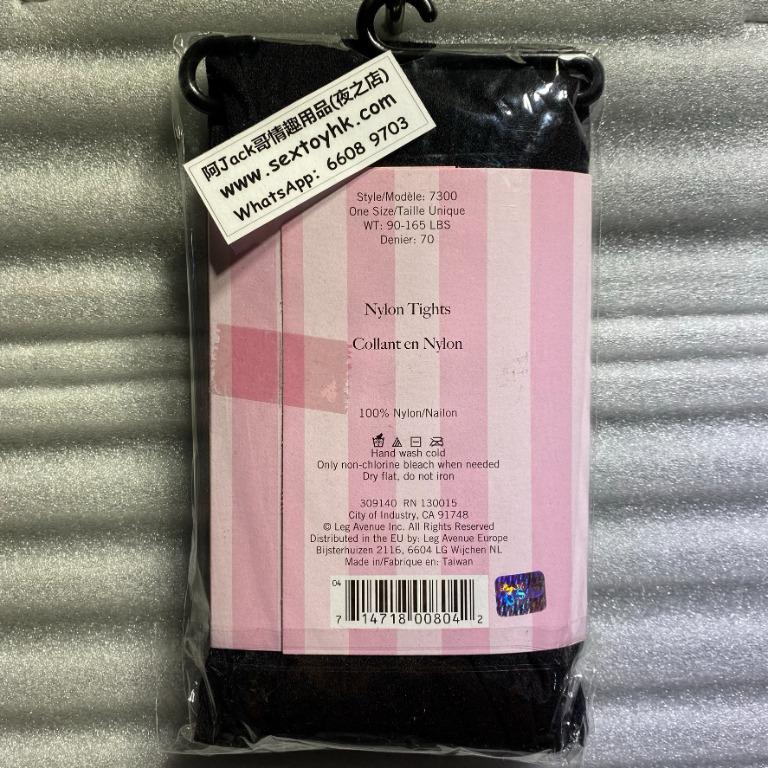 阿Jack哥情趣用品(夜之店)
www.sextoyhk.com
WhatsApp: 6608 9703
Style/Modèle: 7300
One Size/Taille Unique
WT: 90-165 LBS
Denier: 70
Nylon Tights
Collant en Nylon
100% Nylon/Nailon
Hand wash cold
Only non-chlorine bleach when needed
Dry flat, do not iron
309140 RN 130015
City of Industry, CA 91748
© Leg Avenue Inc. All Rights Reserved
Distributed in the EU by: Leg Avenue Europe
Bijsterhuizen 2116, 6604 LG Wijchen NL
Made in/Fabrique en: Taiwan
04
7 14718 00804 2